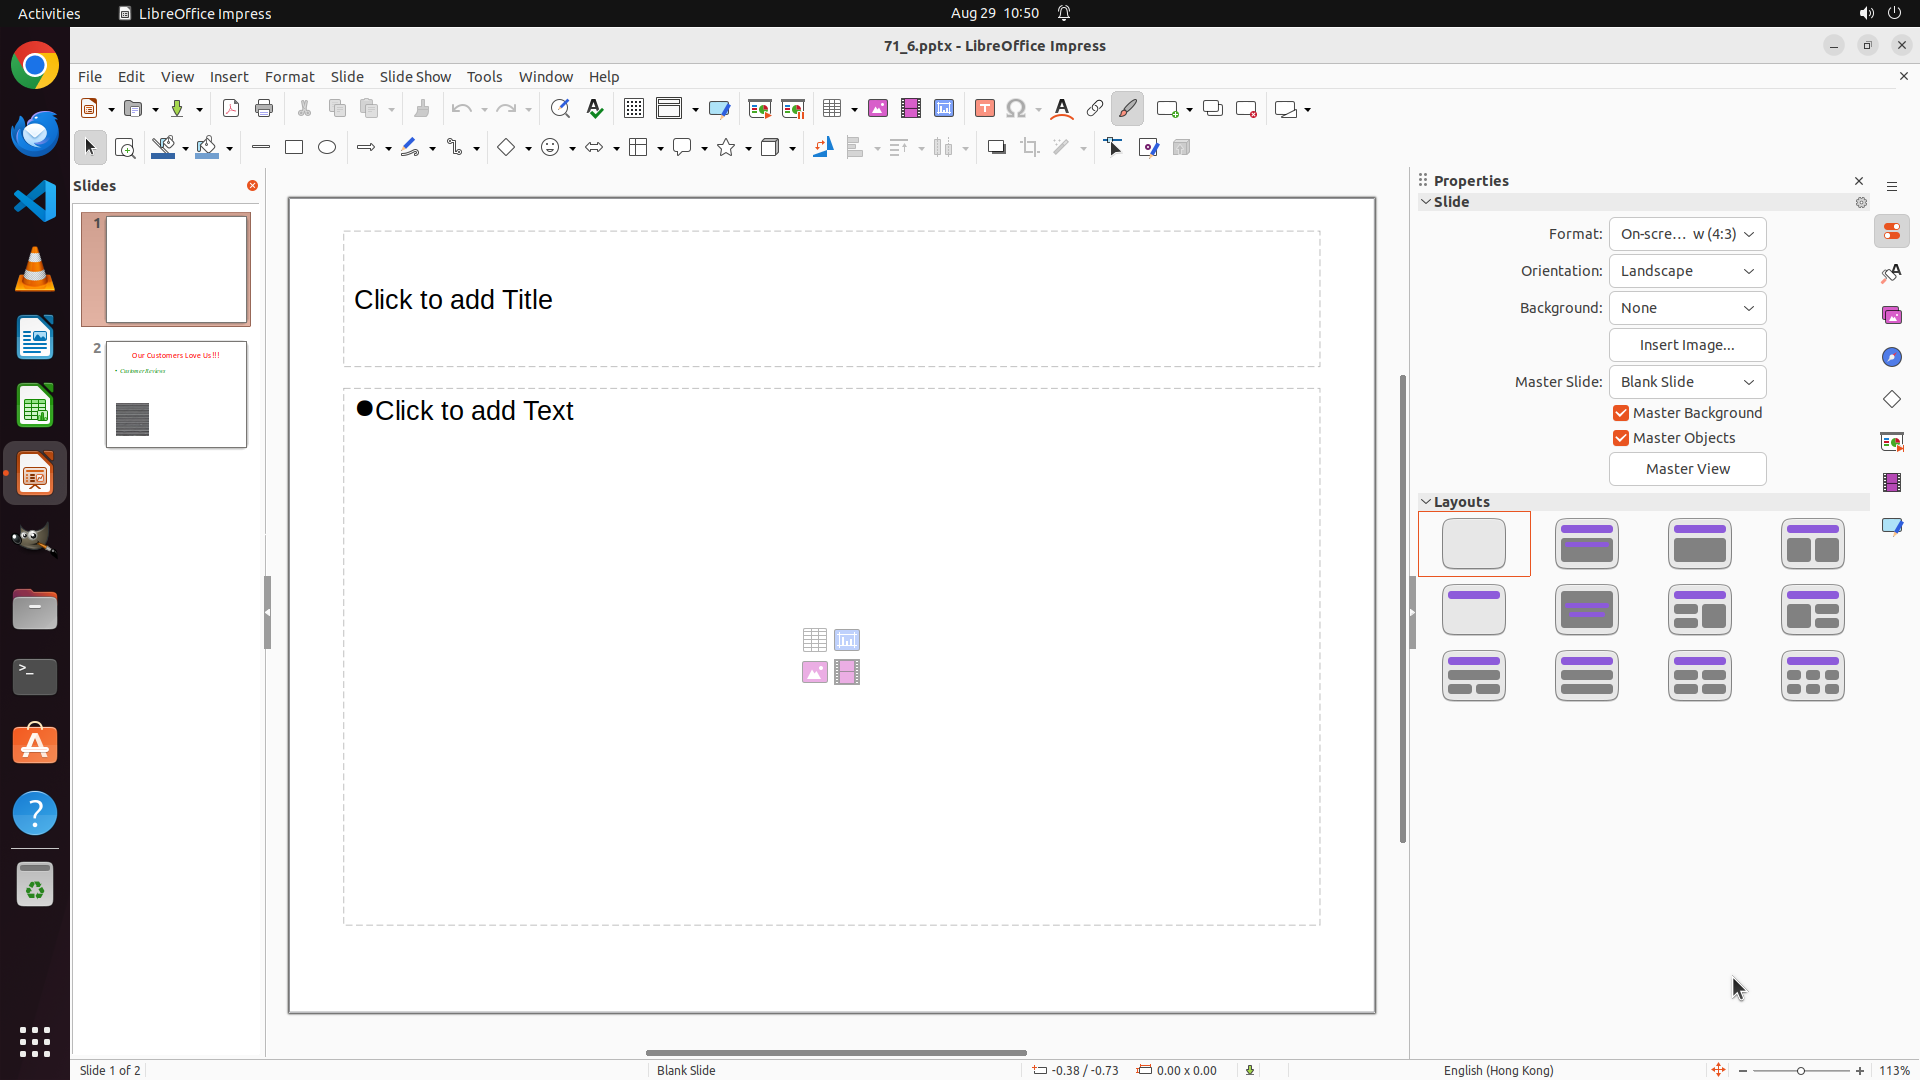 Activities
LibreOffice Impress
Aug 29 10:50
71_6.pptx - LibreOffice Impress
File Edit View Insert Format Slide Slide Show Tools Window Help
Slides
1
2
Our Customers Love Us!!!
Customer Reviews
Click to add Title
Click to add Text
Properties
Slide
Format: On-scre... w (4:3)
Orientation: Landscape
Background: None
Insert Image...
Master Slide: Blank Slide
Master Background
Master Objects
Master View
Layouts
Slide 1 of 2
Blank Slide
-0.38 / -0.73
0.00 x 0.00
English (Hong Kong)
113%